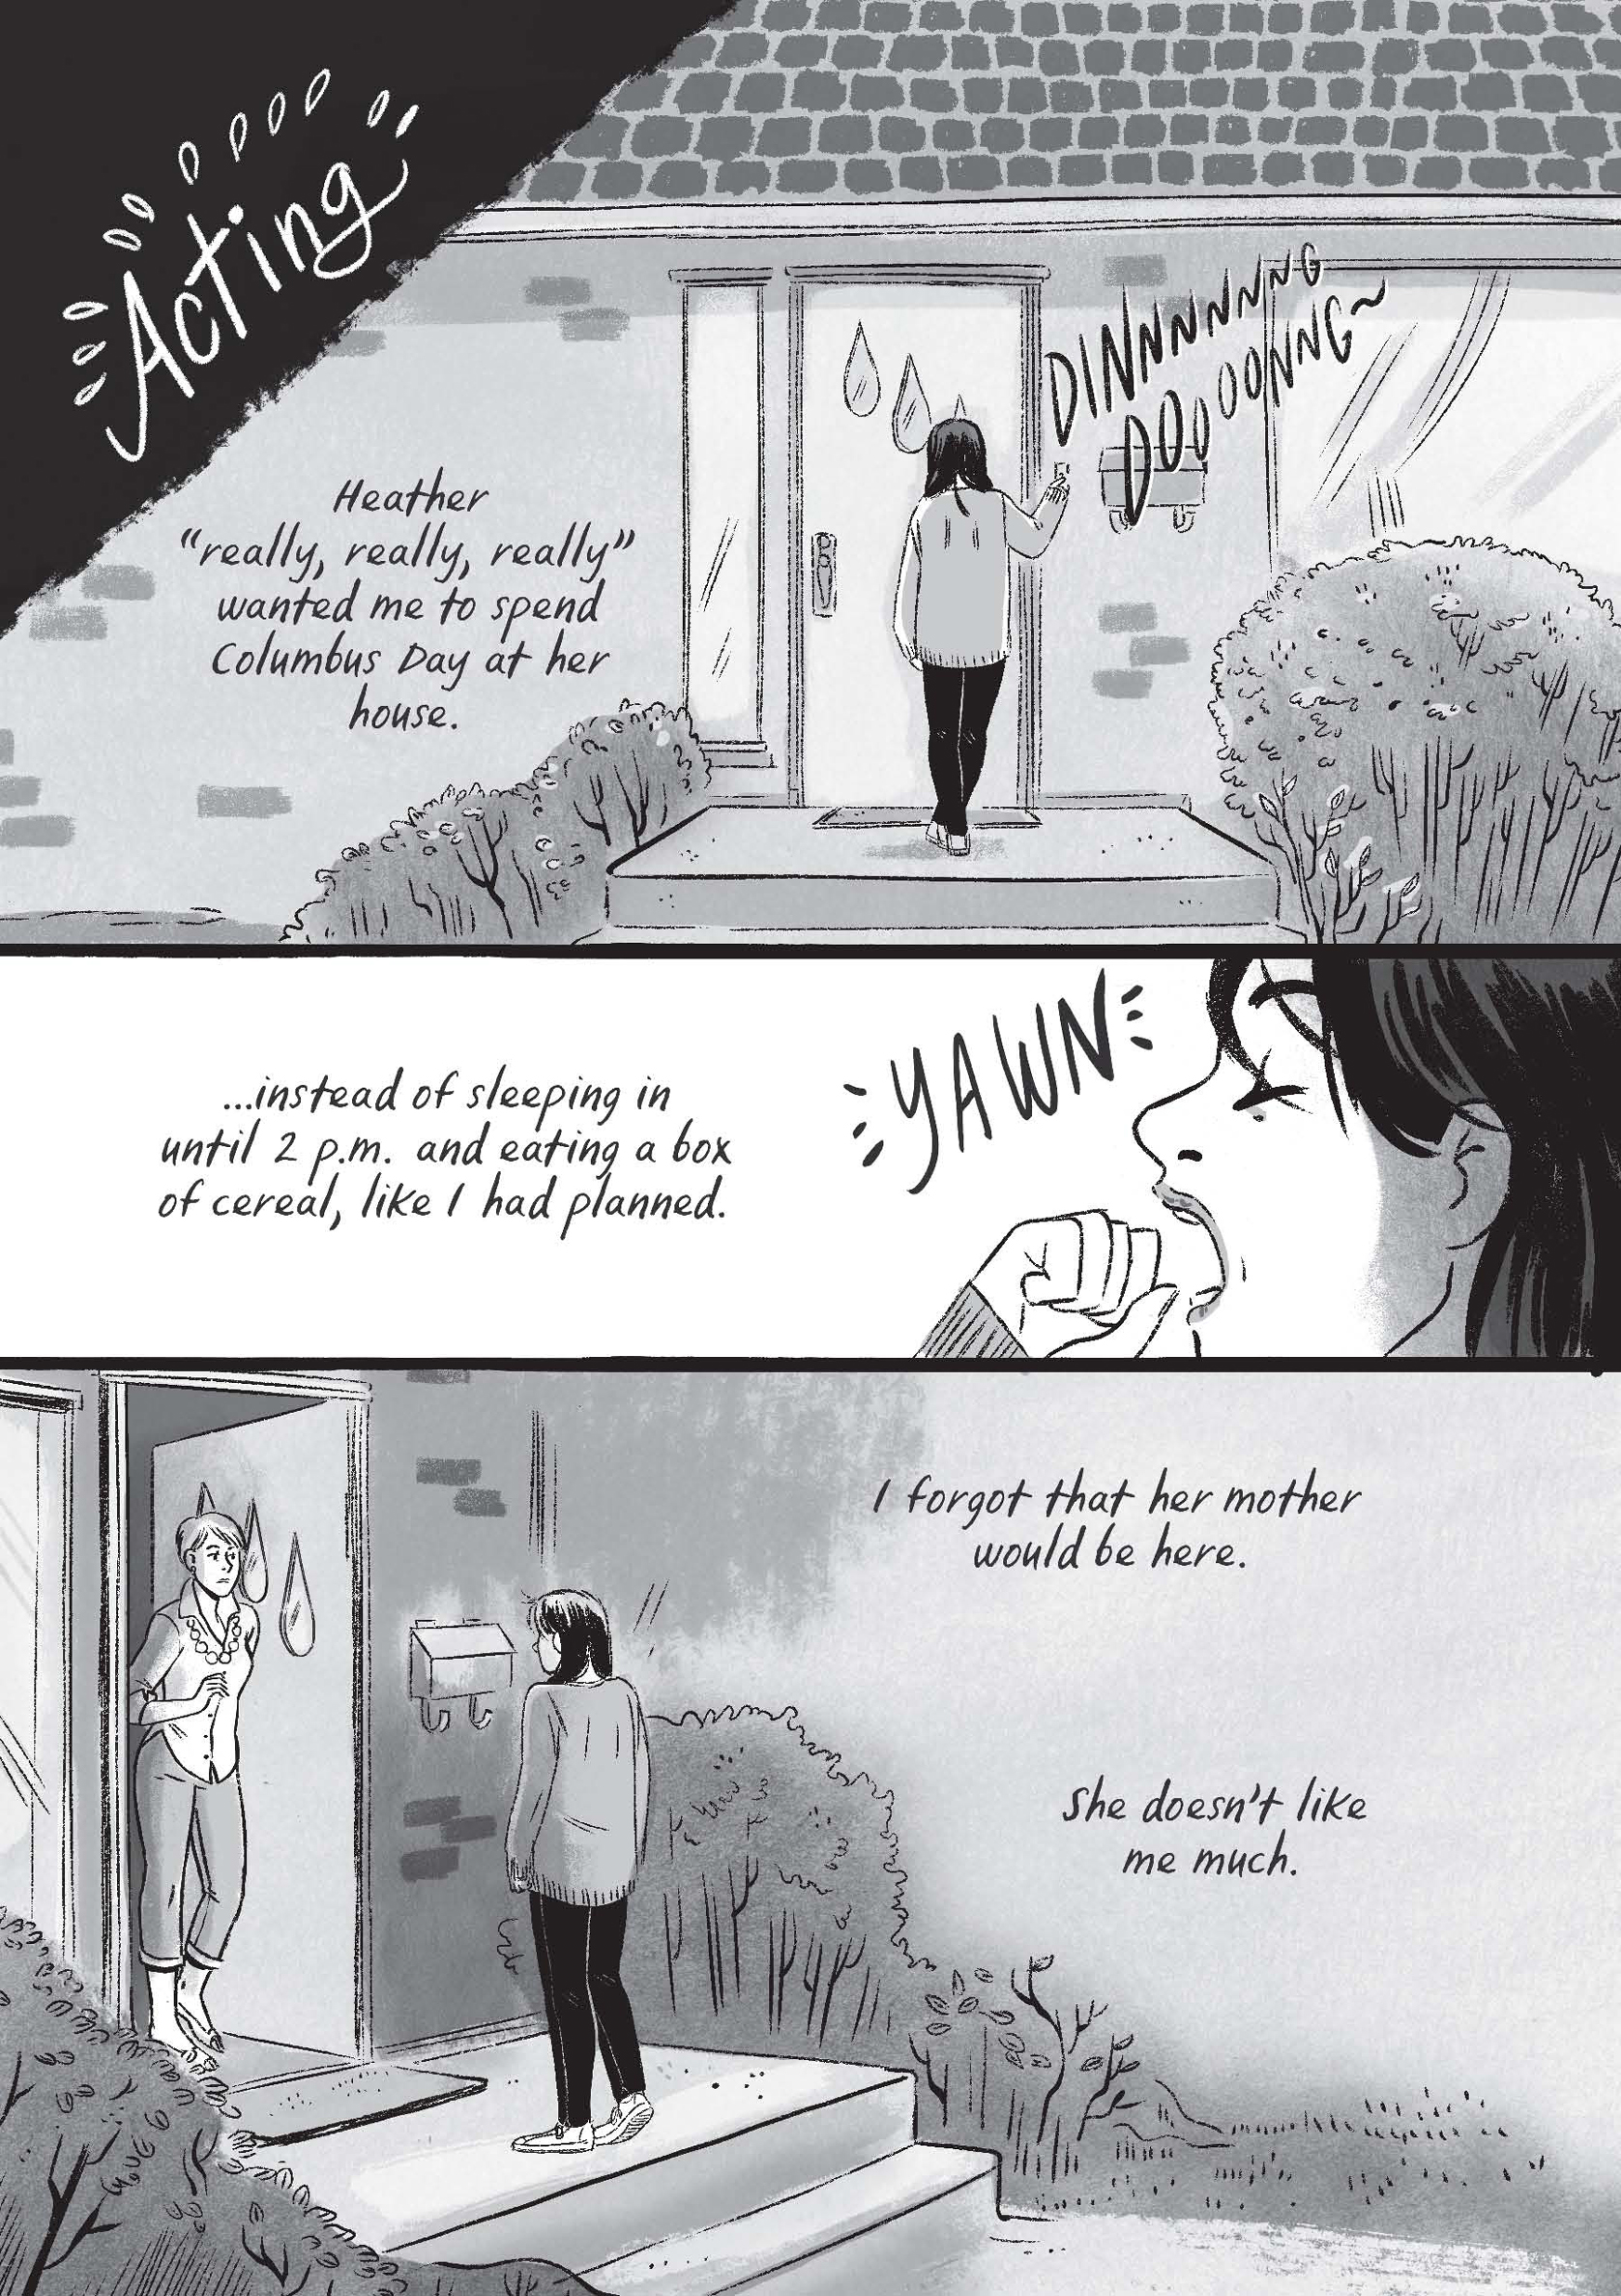 Acting
DINNNNNNG
DOOOONNG~
Heather
“really, really, really”
wanted me to spend
Columbus Day at her
house.
YAWN
...instead of sleeping in
until 2 p.m. and eating a box
of cereal, like I had planned.
I forgot that her mother
would be here.
She doesn't like
me much.